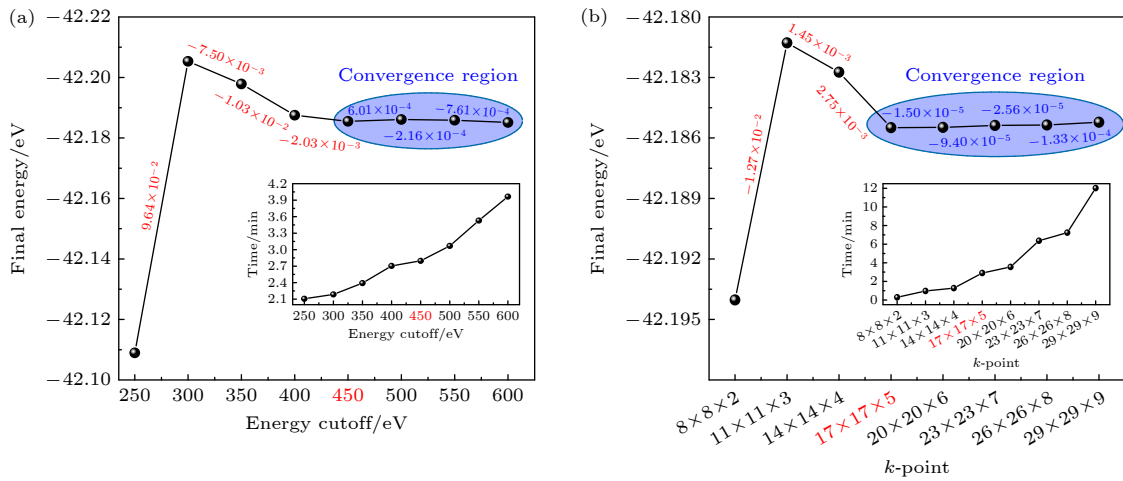 (a)
−42.22
−42.20
−42.18
−42.16
−42.14
−42.12
−42.10
Final energy/eV
−7.50×10⁻³
−1.03×10⁻²
−2.03×10⁻³
9.64×10⁻²
Convergence region
6.01×10⁻⁴
−7.61×10⁻⁴
−2.16×10⁻⁴
4.2
3.9
3.6
3.3
3.0
2.7
2.4
2.1
Time/min
250 300 350 400 450 500 550 600
Energy cutoff/eV
250 300 350 400 450 500 550 600
Energy cutoff/eV
(b)
−42.180
−42.183
−42.186
−42.189
−42.192
−42.195
Final energy/eV
1.45×10⁻³
2.75×10⁻³
−1.27×10⁻²
Convergence region
−1.50×10⁻⁵
−2.56×10⁻⁵
−9.40×10⁻⁵
−1.33×10⁻⁴
12
10
8
6
4
2
0
Time/min
8×8×2 11×11×3 14×14×4 17×17×5 20×20×6 23×23×7 26×26×8 29×29×9
k-point
8×8×2 11×11×3 14×14×4 17×17×5 20×20×6 23×23×7 26×26×8 29×29×9
k-point